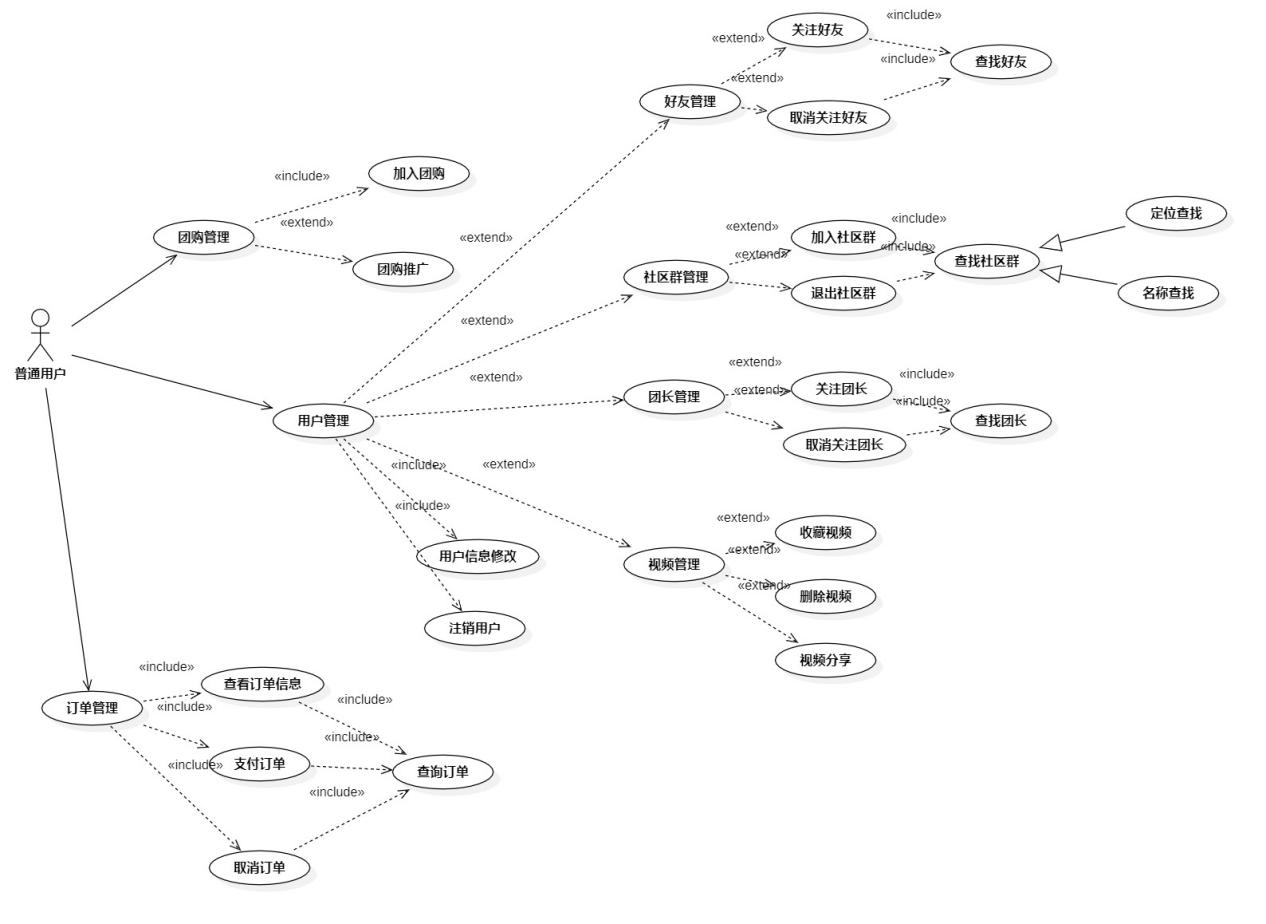 «include»
关注好友
«extend»
查找好友
«include»
«extend»
好友管理
取消关注好友
加入团购
«include»
定位查找
«include»
«extend»
«extend»
加入社区群
团购管理
«extend»
«include»
«extend»
查找社区群
团购推广
社区群管理
退出社区群
名称查找
«extend»
普通用户
«extend»
«include»
«extend»
关注团长
«extend»
团长管理
«include»
用户管理
查找团长
取消关注团长
«include»
«extend»
«include»
«extend»
收藏视频
«extend»
用户信息修改
视频管理
«extend»
删除视频
注销用户
视频分享
«include»
查看订单信息
«include»
订单管理
«include»
«include»
«include»
支付订单
查询订单
«include»
取消订单